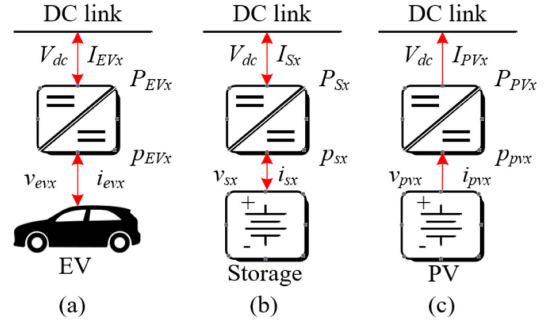 DC link
V_dc I_EVx
P_EVx
p_EVx
v_evx i_evx
EV
(a)
DC link
V_dc I_Sx
P_Sx
p_sx
v_sx i_sx
+
-
Storage
(b)
DC link
V_dc I_PVx
P_PVx
p_pvx
v_pvx i_pvx
+
-
PV
(c)